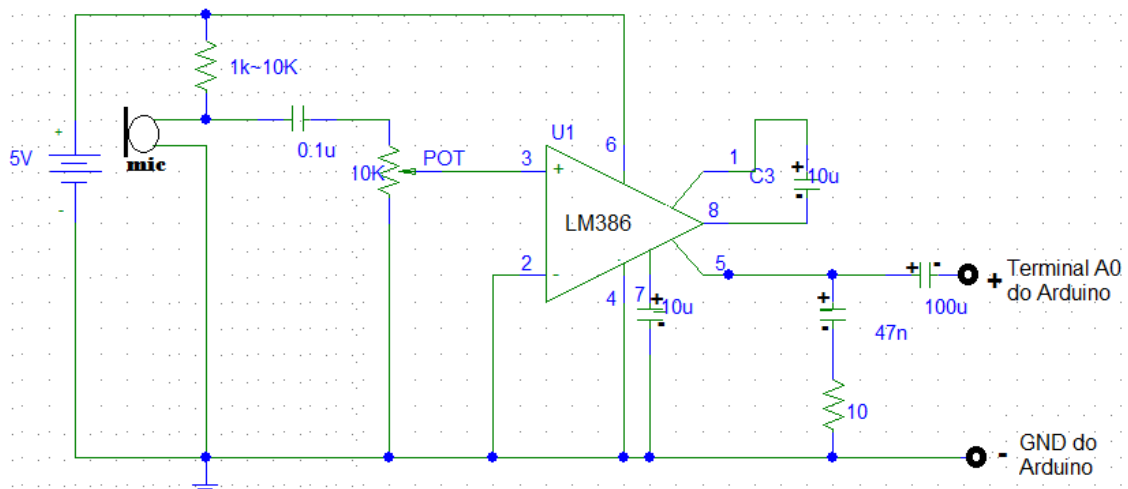 1k~10K
+
5V
-
mic
0.1u
10K
POT
U1
3
+
2
-
LM386
6
4
7
+
-
10u
1
C3
+
-
10u
8
5
+
-
47n
10
+ -
100u
+
Terminal A0
do Arduino
-
GND do
Arduino